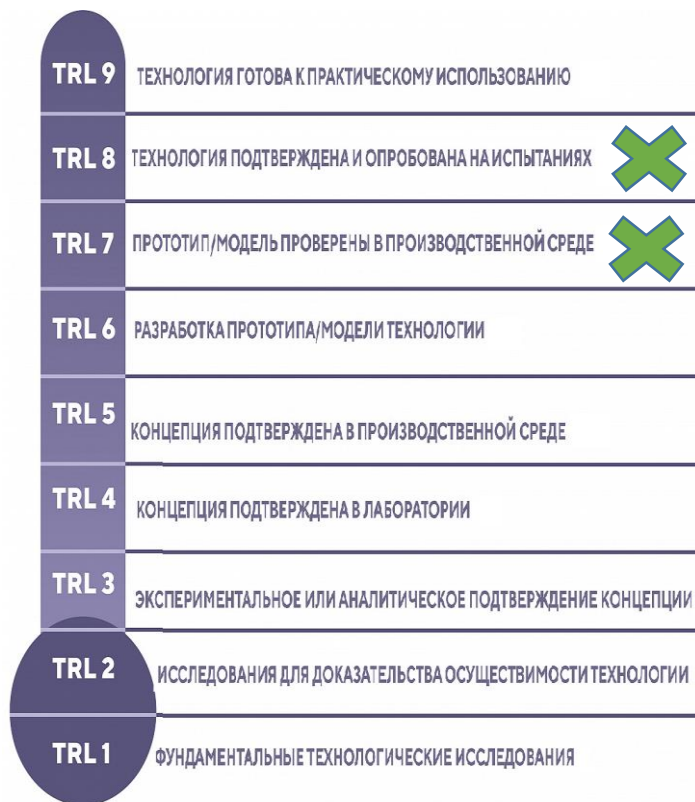 TRL 9 ТЕХНОЛОГИЯ ГОТОВА К ПРАКТИЧЕСКОМУ ИСПОЛЬЗОВАНИЮ
TRL 8 ТЕХНОЛОГИЯ ПОДТВЕРЖДЕНА И ОПРОБОВАНА НА ИСПЫТАНИЯХ
TRL 7 ПРОТОТИП/МОДЕЛЬ ПРОВЕРЕНЫ В ПРОИЗВОДСТВЕННОЙ СРЕДЕ
TRL 6 РАЗРАБОТКА ПРОТОТИПА/МОДЕЛИ ТЕХНОЛОГИИ
TRL 5 КОНЦЕПЦИЯ ПОДТВЕРЖДЕНА В ПРОИЗВОДСТВЕННОЙ СРЕДЕ
TRL 4 КОНЦЕПЦИЯ ПОДТВЕРЖДЕНА В ЛАБОРАТОРИИ
TRL 3 ЭКСПЕРИМЕНТАЛЬНОЕ ИЛИ АНАЛИТИЧЕСКОЕ ПОДТВЕРЖДЕНИЕ КОНЦЕПЦИИ
TRL 2 ИССЛЕДОВАНИЯ ДЛЯ ДОКАЗАТЕЛЬСТВА ОСУЩЕСТВИМОСТИ ТЕХНОЛОГИИ
TRL 1 ФУНДАМЕНТАЛЬНЫЕ ТЕХНОЛОГИЧЕСКИЕ ИССЛЕДОВАНИЯ